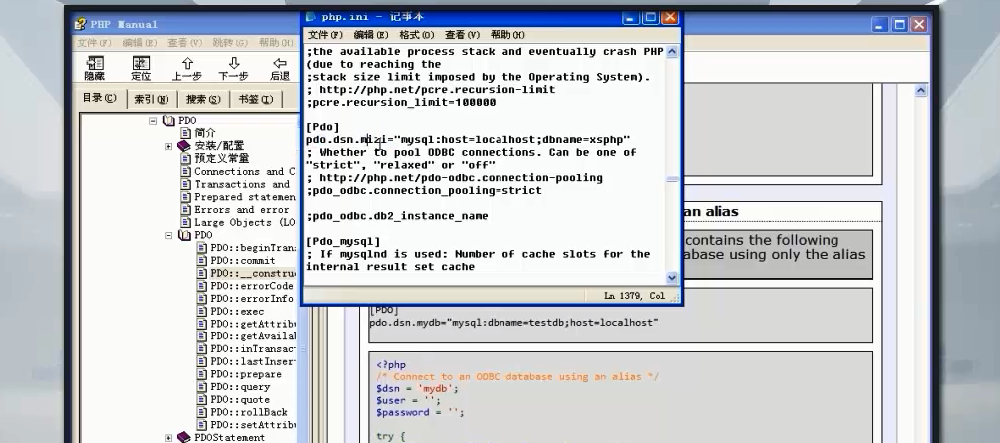 PHP Manual
文件(F) 编辑(E) 查看(V) 跳转(G) 帮助(H)
隐藏 定位 上一步 下一步 后退
目录(C) 索引(N) 搜索(S) 书签(I)
PDO
简介
安装/配置
预定义常量
Connections and C
Transactions and
Prepared statemen
Errors and error
Large Objects (LO
PDO
PDO::beginTran
PDO::commit
PDO::__constru
PDO::errorCode
PDO::errorInfo
PDO::exec
PDO::getAttrib
PDO::getAvaila
PDO::inTransac
PDO::lastInser
PDO::prepare
PDO::query
PDO::quote
PDO::rollBack
PDO::setAttrib
PDOStatement
php.ini - 记事本
文件(F) 编辑(E) 格式(O) 查看(V) 帮助(H)
;the available process stack and eventually crash PHP
(due to reaching the
;stack size limit imposed by the Operating System).
; http://php.net/pcre.recursion-limit
;pcre.recursion_limit=100000
[Pdo]
="mysql:host=localhost;dbname=xsphp"
; Whether to pool ODBC connections. Can be one of
"strict", "relaxed" or "off"
; http://php.net/pdo-odbc.connection-pooling
;pdo_odbc.connection_pooling=strict
;pdo_odbc.db2_instance_name
[Pdo_mysql]
; If mysqlnd is used: Number of cache slots for the
internal result set cache
Ln 1379, Col
an alias
contains the following
abase using only the alias
[PDO]
pdo.dsn.mydb="mysql:dbname=testdb;host=localhost"
<?php
/* Connect to an ODBC database using an alias */
$dsn = 'mydb';
$user = '';
$password = '';
try {